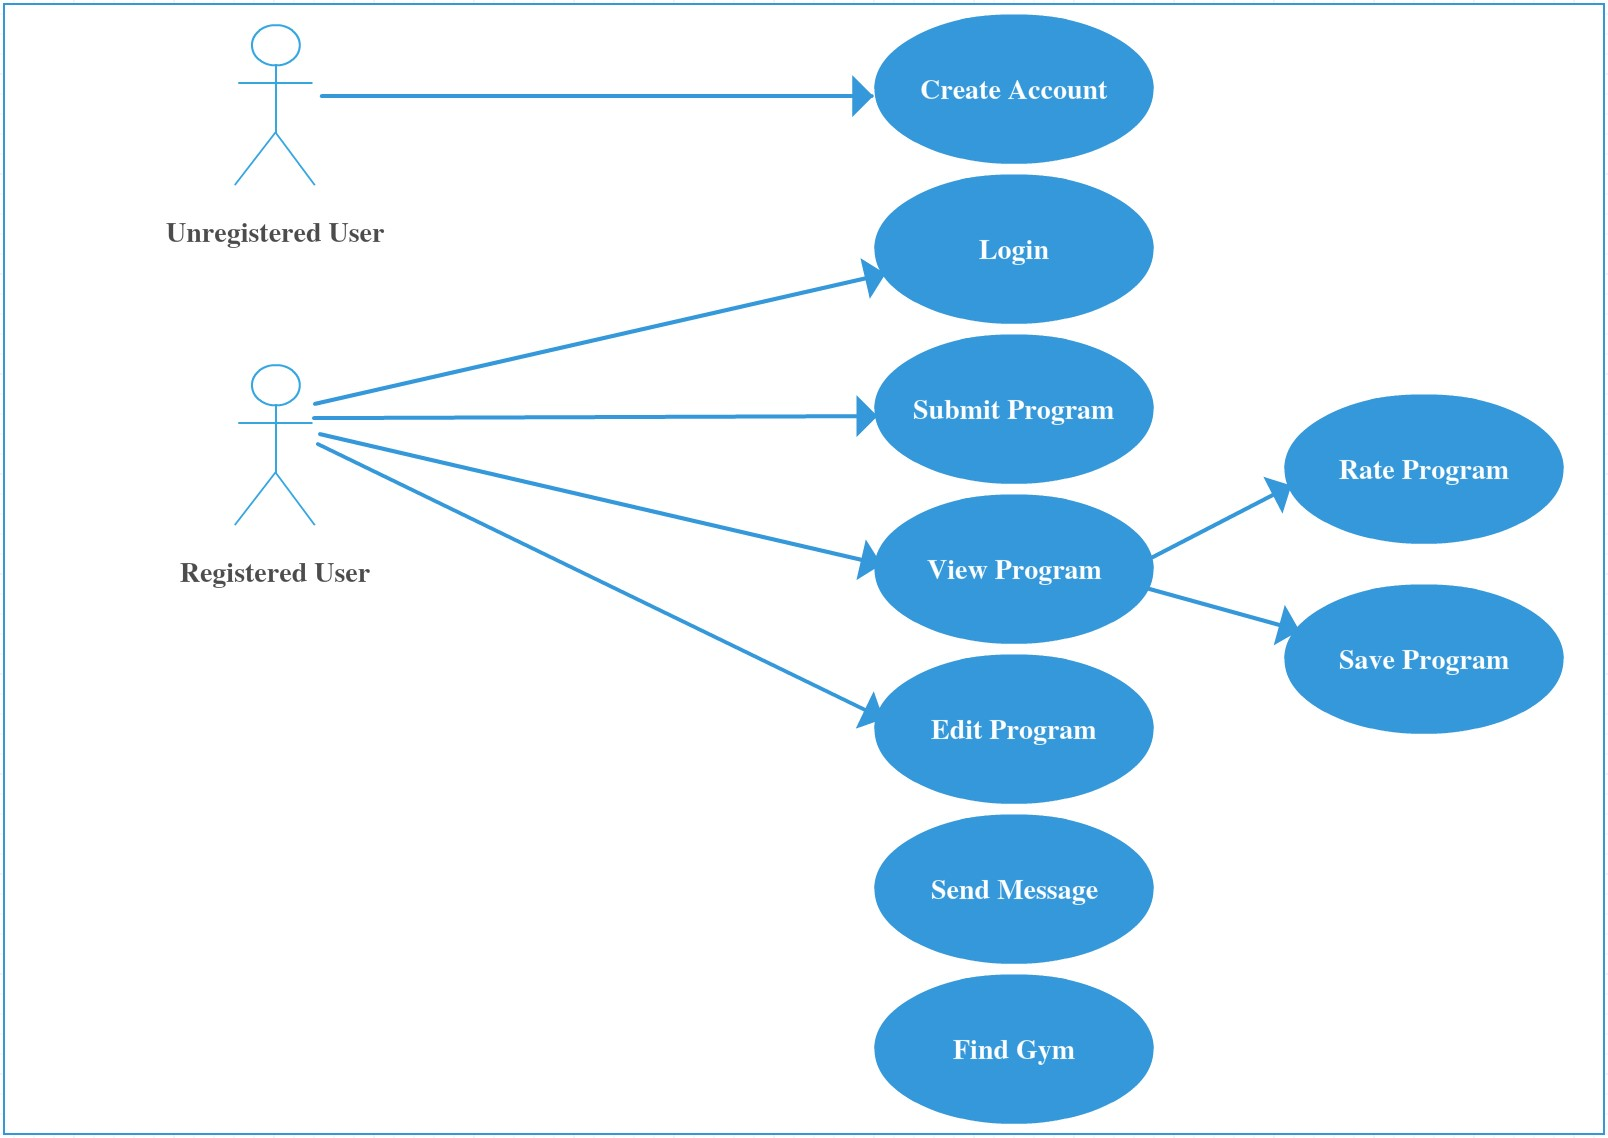 Create Account
Unregistered User
Login
Submit Program
Rate Program
Registered User
View Program
Save Program
Edit Program
Send Message
Find Gym